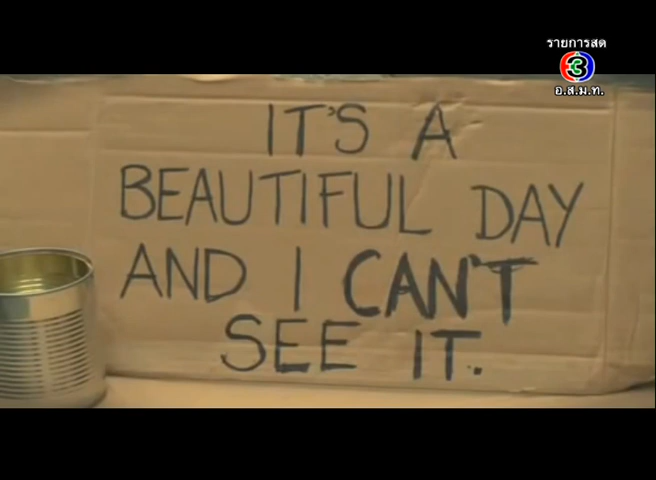 รายการสด
3
อ.ส.ม.ท.
IT'S A
BEAUTIFUL DAY
AND I CAN'T
SEE IT.